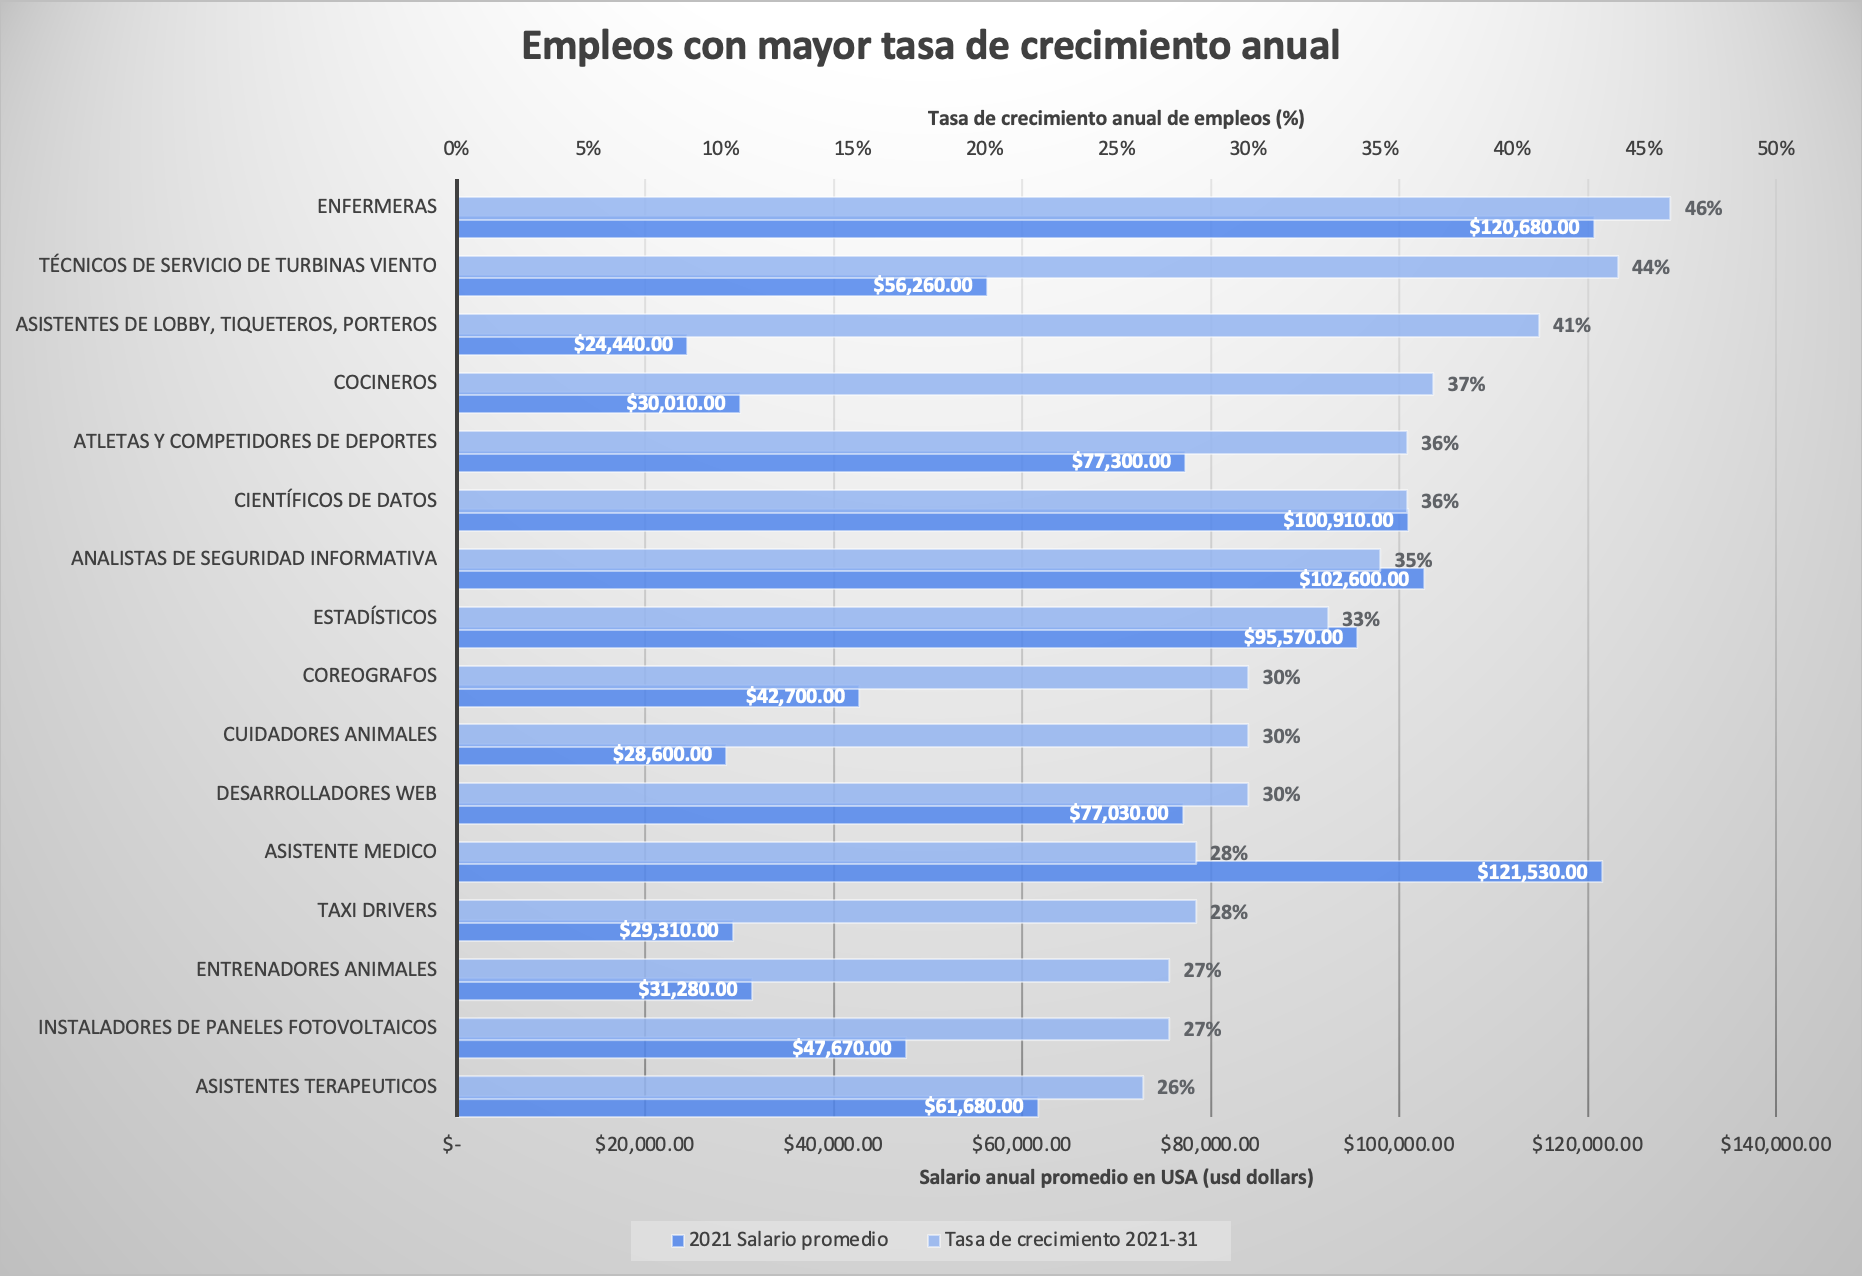 Empleos con mayor tasa de crecimiento anual
Tasa de crecimiento anual de empleos (%)
0% 5% 10% 15% 20% 25% 30% 35% 40% 45% 50%
ENFERMERAS 46%
$120,680.00
TÉCNICOS DE SERVICIO DE TURBINAS VIENTO 44%
$56,260.00
ASISTENTES DE LOBBY, TIQUETEROS, PORTEROS 41%
$24,440.00
COCINEROS 37%
$30,010.00
ATLETAS Y COMPETIDORES DE DEPORTES 36%
$77,300.00
CIENTÍFICOS DE DATOS 36%
$100,910.00
ANALISTAS DE SEGURIDAD INFORMATIVA 35%
$102,600.00
ESTADÍSTICOS 33%
$95,570.00
COREOGRAFOS 30%
$42,700.00
CUIDADORES ANIMALES 30%
$28,600.00
DESARROLLADORES WEB 30%
$77,030.00
ASISTENTE MEDICO 28%
$121,530.00
TAXI DRIVERS 28%
$29,310.00
ENTRENADORES ANIMALES 27%
$31,280.00
INSTALADORES DE PANELES FOTOVOLTAICOS 27%
$47,670.00
ASISTENTES TERAPEUTICOS 26%
$61,680.00
$- $20,000.00 $40,000.00 $60,000.00 $80,000.00 $100,000.00 $120,000.00 $140,000.00
Salario anual promedio en USA (usd dollars)
2021 Salario promedio Tasa de crecimiento 2021-31